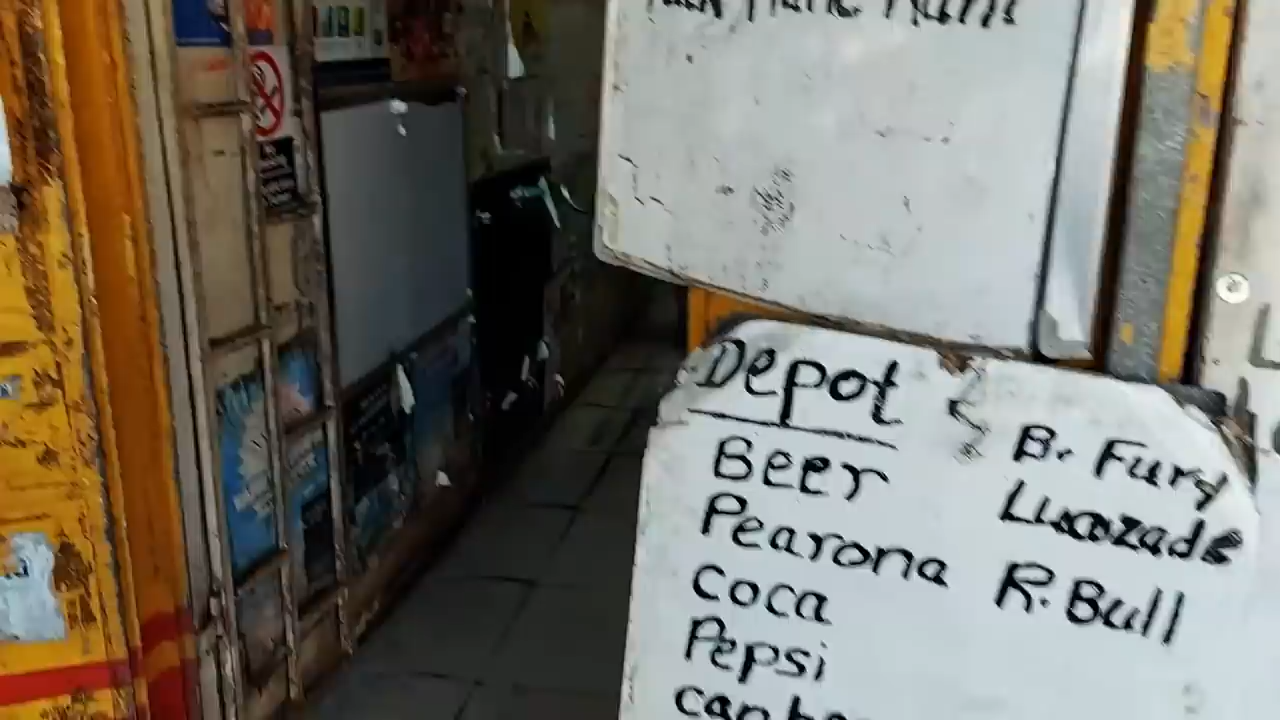 Depot
Beer
Pearona
Coca
Pepsi
B. Fury
Lucozade
R. Bull